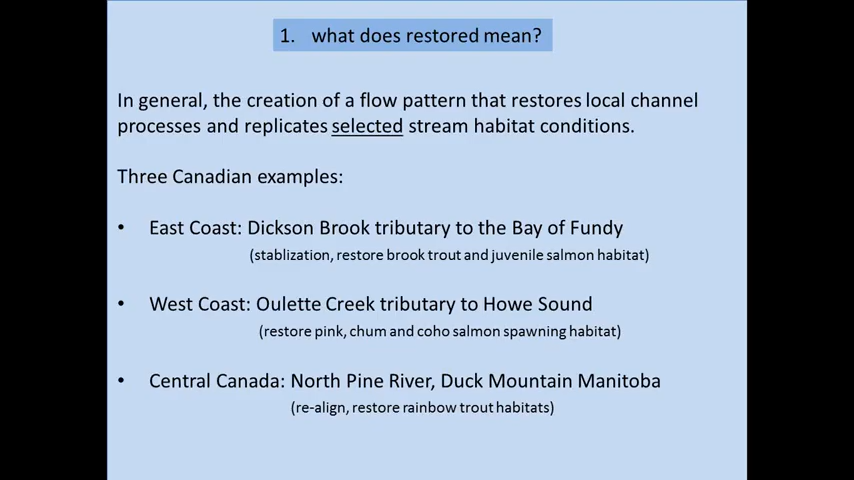 1. what does restored mean?
In general, the creation of a flow pattern that restores local channel
processes and replicates selected stream habitat conditions.
Three Canadian examples:
• East Coast: Dickson Brook tributary to the Bay of Fundy
(stablization, restore brook trout and juvenile salmon habitat)
• West Coast: Oulette Creek tributary to Howe Sound
(restore pink, chum and coho salmon spawning habitat)
• Central Canada: North Pine River, Duck Mountain Manitoba
(re-align, restore rainbow trout habitats)